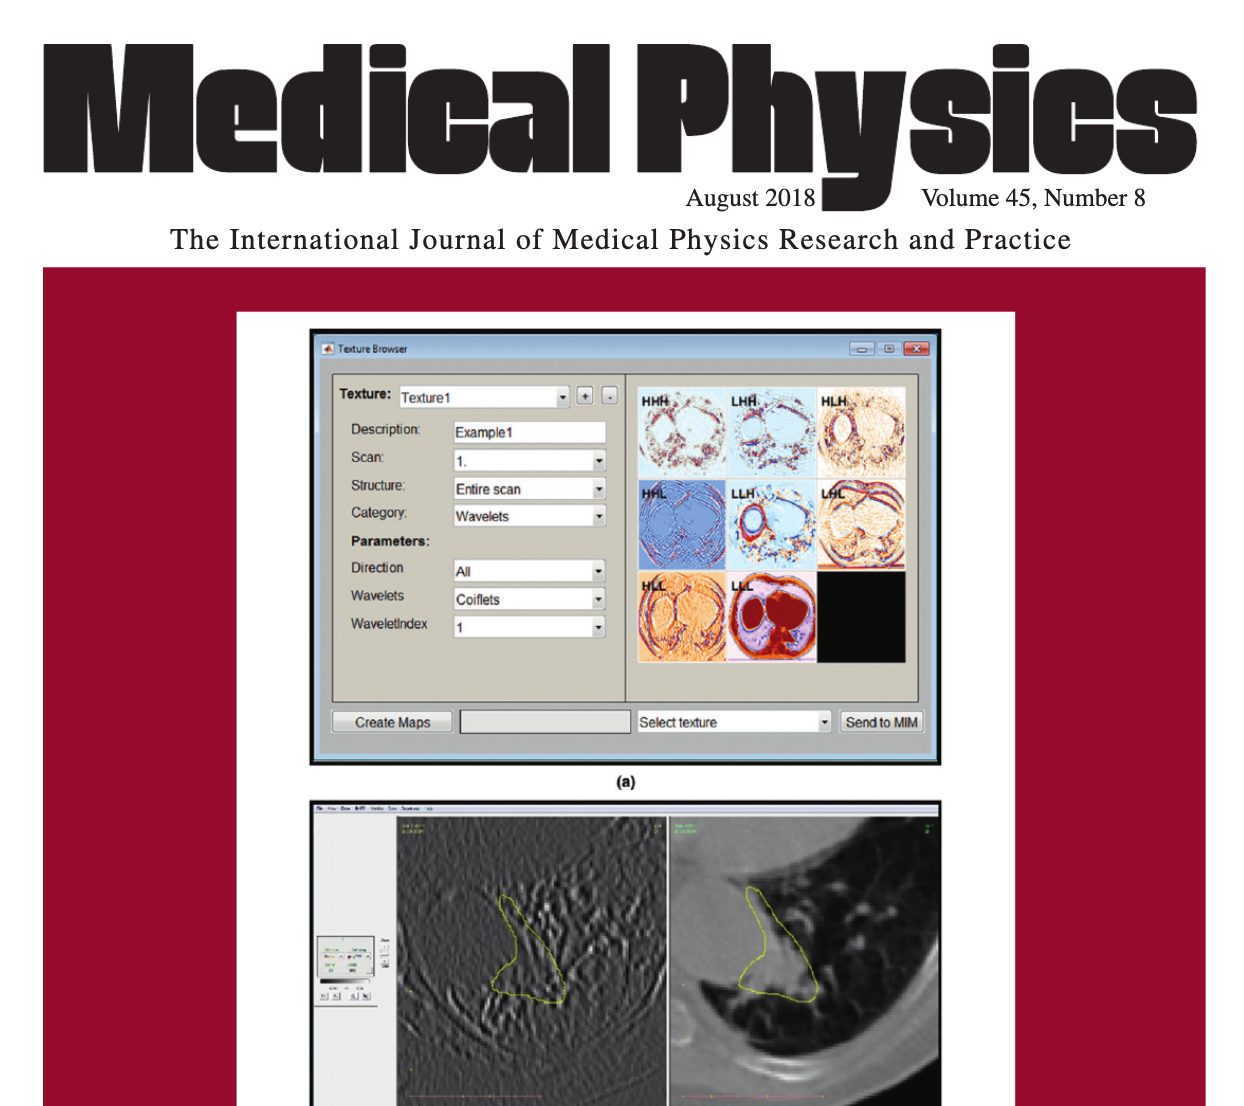 Medical Physics
August 2018 Volume 45, Number 8
The International Journal of Medical Physics Research and Practice
Texture Browser
Texture: Texture1 + -
Description: Example1
Scan: 1.
Structure: Entire scan
Category: Wavelets
Parameters:
Direction All
Wavelets Coiflets
WaveletIndex 1
HHH LHH HLH
HHL LLH LHL
HLL LLL
Create Maps Select texture Send to MIM
(a)